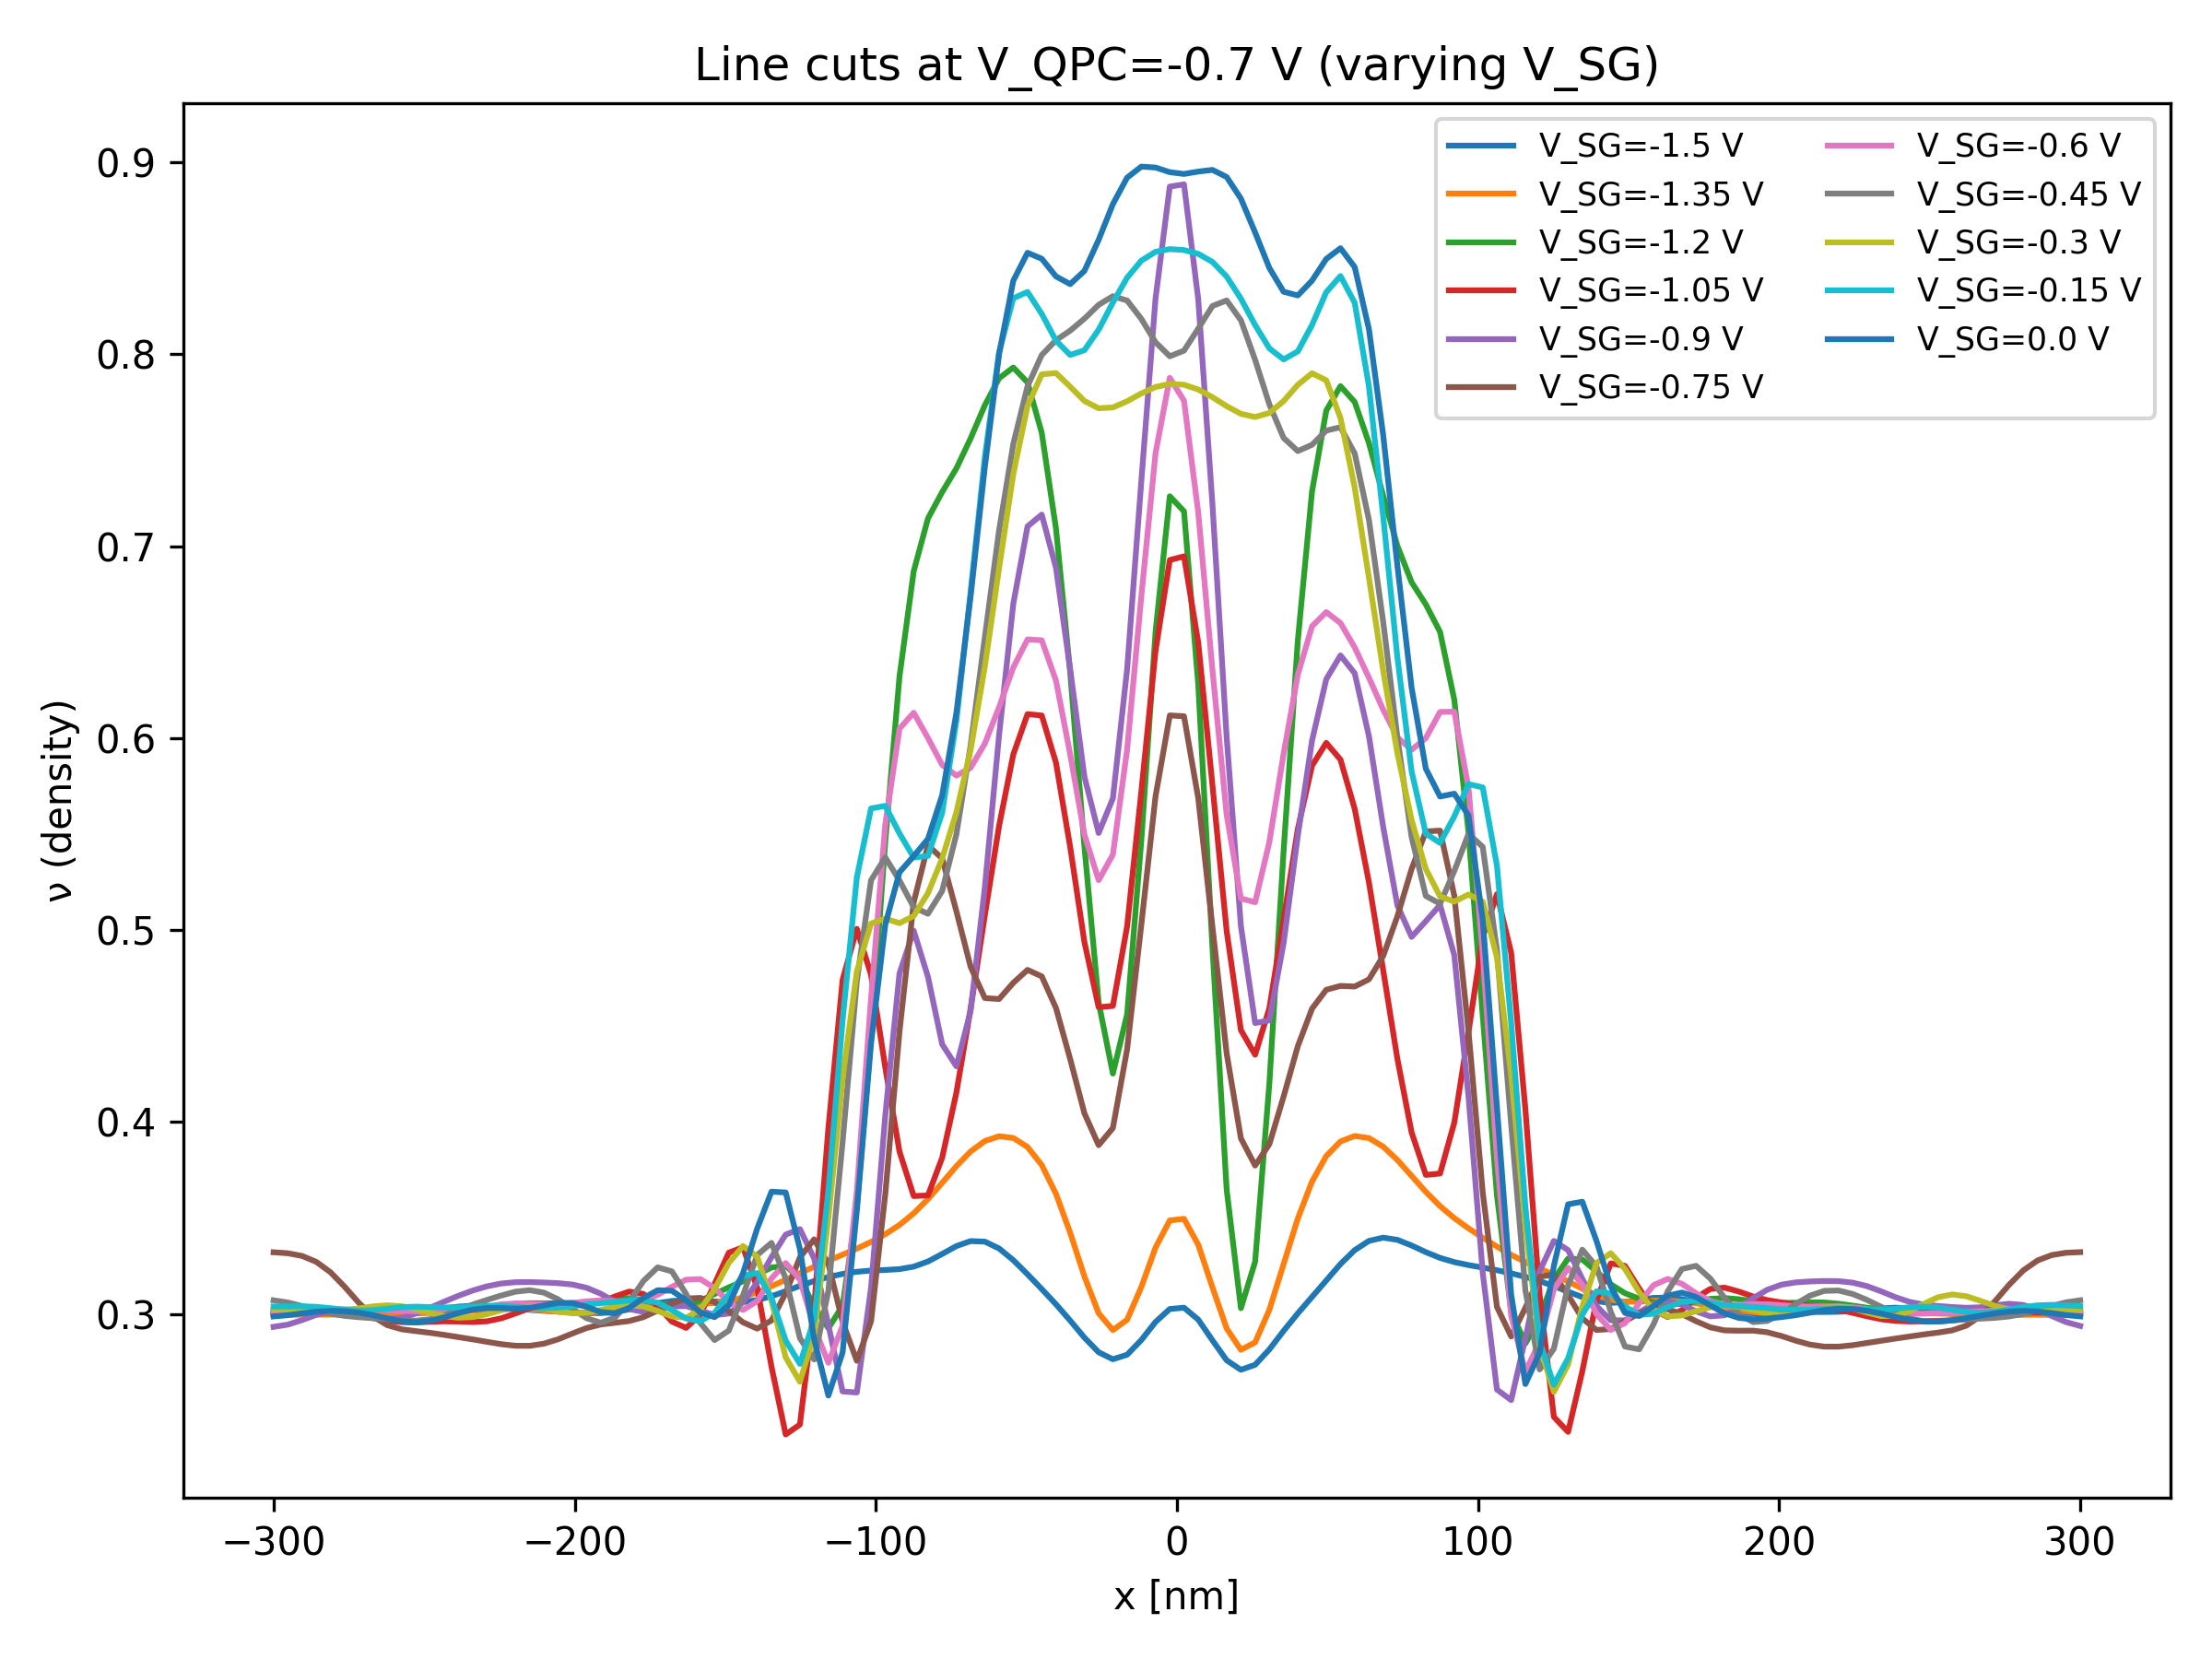 Line cuts at V_QPC=-0.7 V (varying V_SG)
V_SG=-1.5 V
V_SG=-1.35 V
V_SG=-1.2 V
V_SG=-1.05 V
V_SG=-0.9 V
V_SG=-0.75 V
V_SG=-0.6 V
V_SG=-0.45 V
V_SG=-0.3 V
V_SG=-0.15 V
V_SG=0.0 V
ν (density)
0.9
0.8
0.7
0.6
0.5
0.4
0.3
−300 −200 −100 0 100 200 300
x [nm]